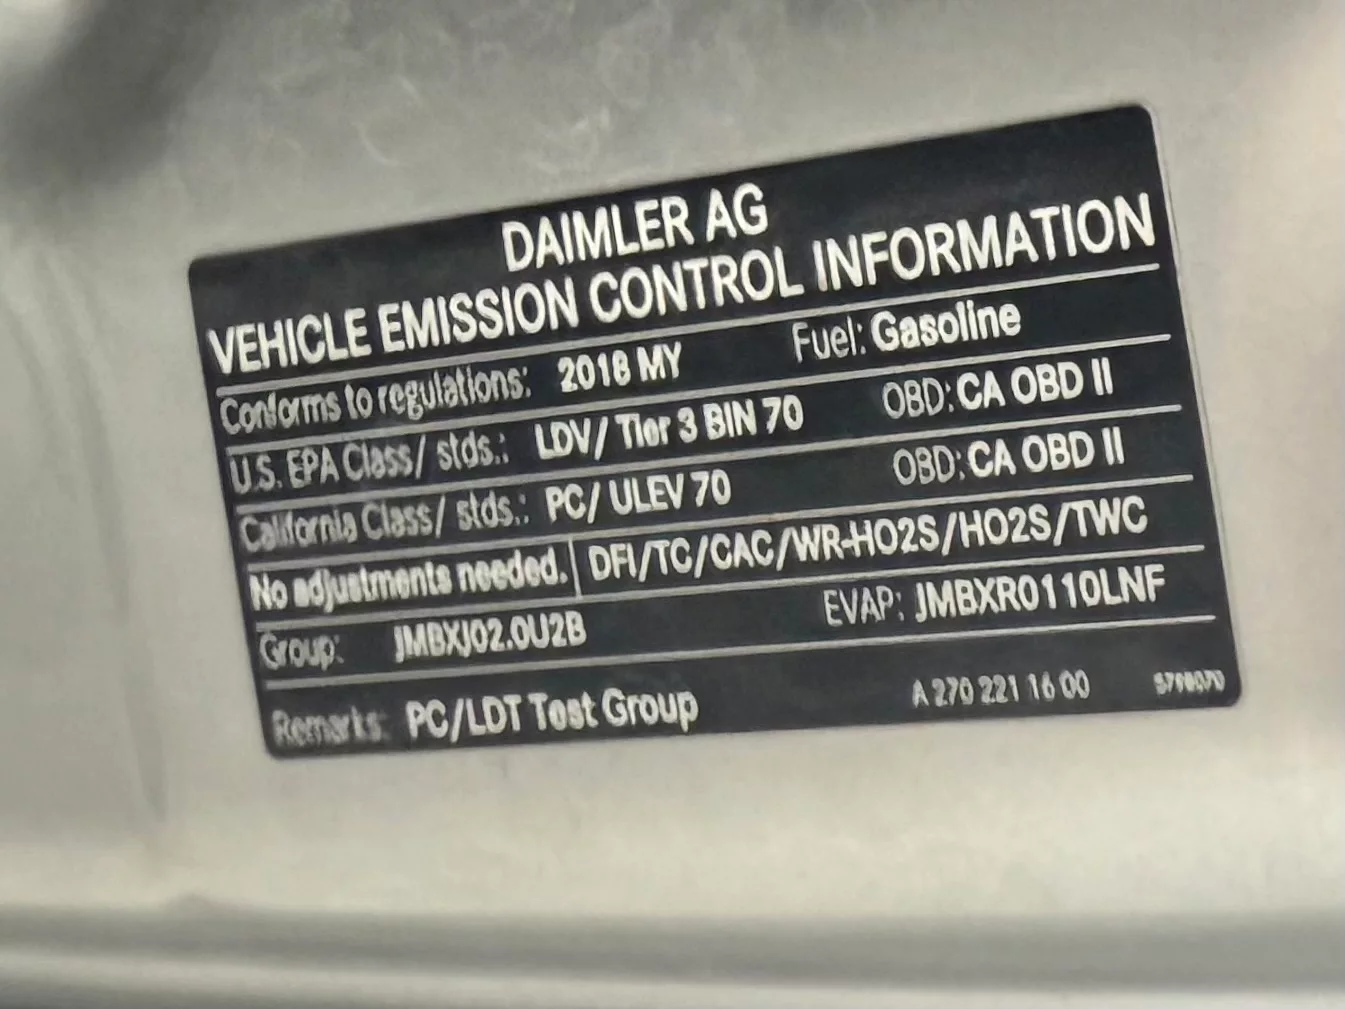 DAIMLER AG
VEHICLE EMISSION CONTROL INFORMATION
Conforms to regulations: 2018 MY Fuel: Gasoline
U.S. EPA Class/ stds.: LDV/ Tier 3 BIN 70 OBD: CA OBD II
California Class/ stds.: PC/ ULEV 70 OBD: CA OBD II
No adjustments needed. DFI/TC/CAC/WR-HO2S/HO2S/TWC
Group: JMBXJ02.0U2B EVAP: JMBXR0110LNF
Remarks: PC/LDT Test Group A 270 221 16 00